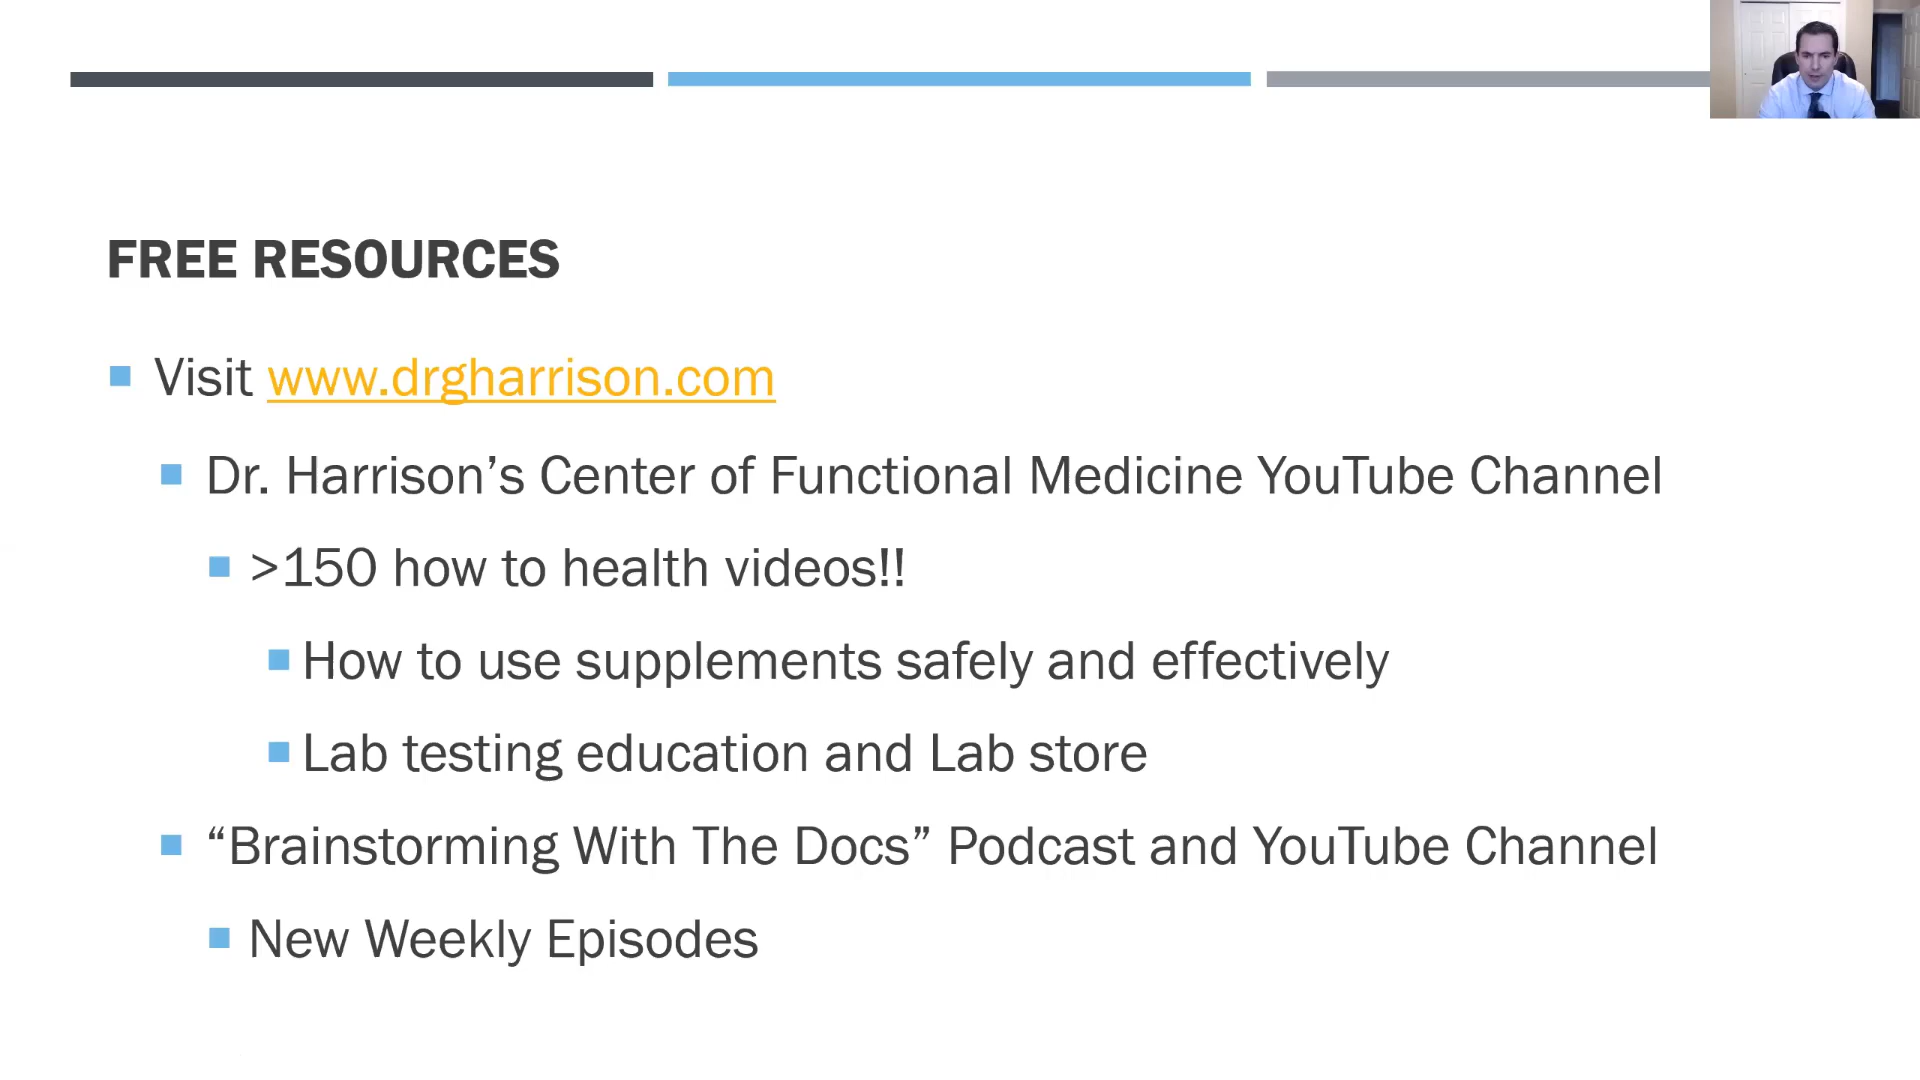 FREE RESOURCES
Visit www.drgharrison.com
Dr. Harrison’s Center of Functional Medicine YouTube Channel
>150 how to health videos!!
How to use supplements safely and effectively
Lab testing education and Lab store
“Brainstorming With The Docs” Podcast and YouTube Channel
New Weekly Episodes